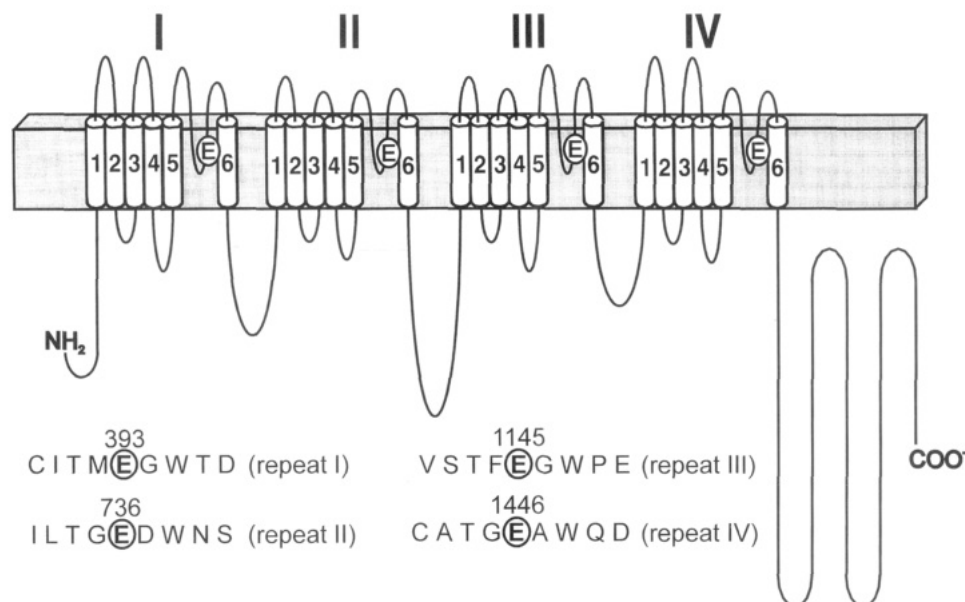 I II III IV
1 2 3 4 5 E 6 1 2 3 4 5 E 6 1 2 3 4 5 E 6 1 2 3 4 5 E 6
NH₂
393
C I T M E G W T D (repeat I)
736
I L T G E D W N S (repeat II)
1145
V S T F E G W P E (repeat III)
1446
C A T G E A W Q D (repeat IV)
COO⁻